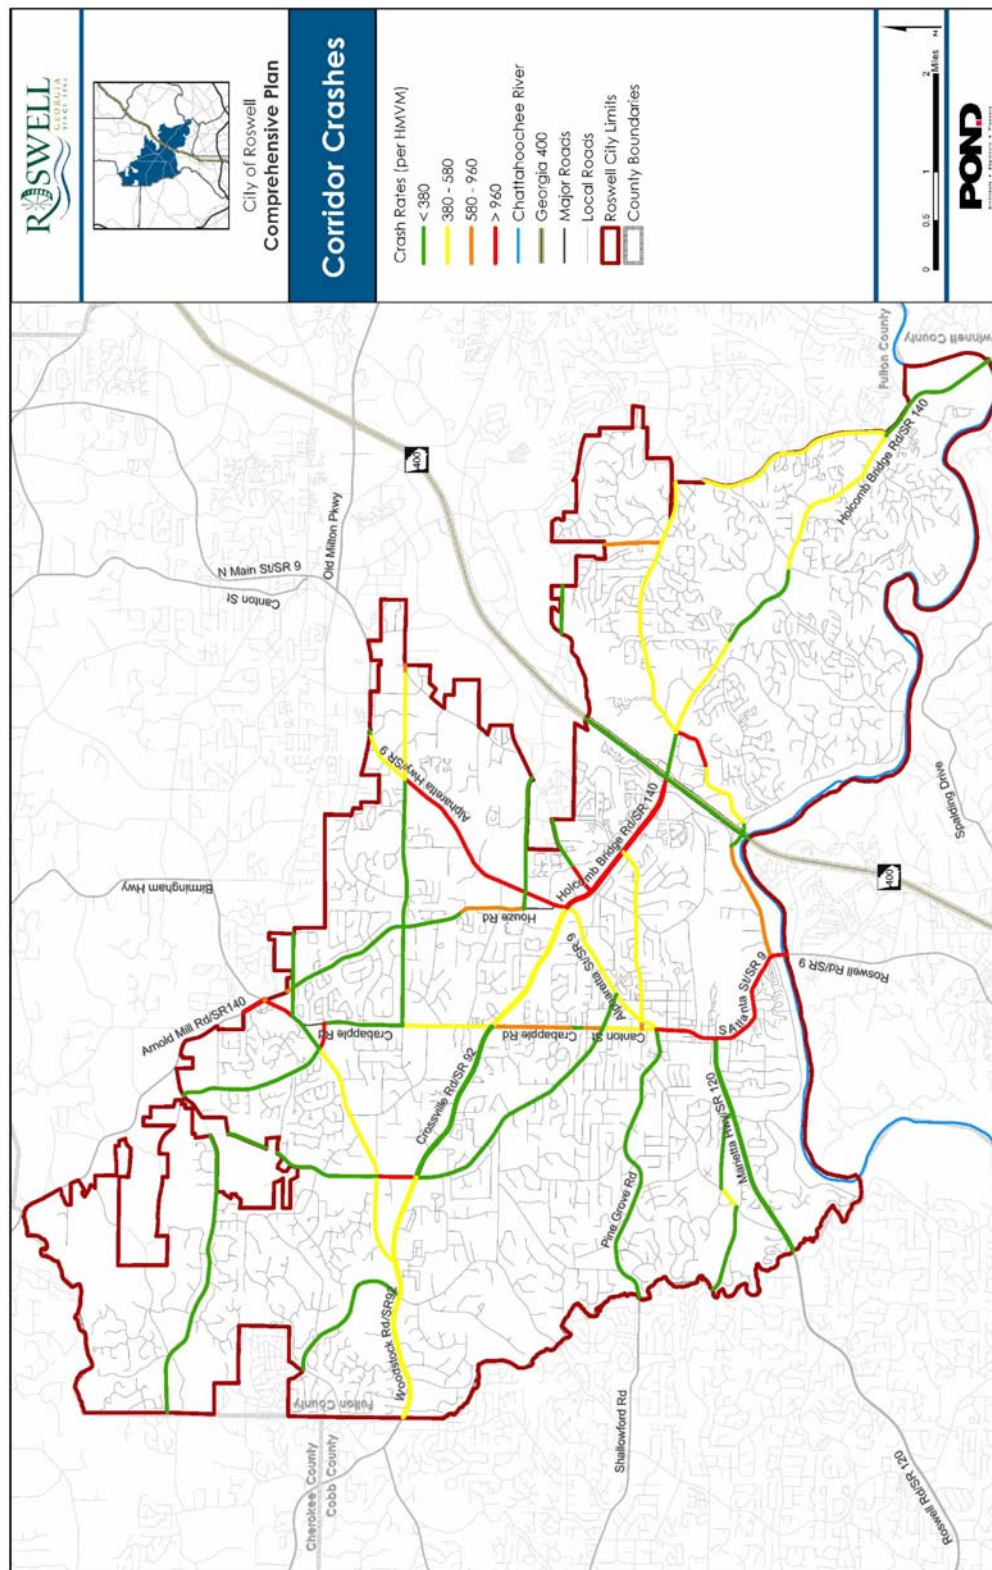 ROSWELL
GEORGIA
SINCE 1854
City of Roswell
Comprehensive Plan
Corridor Crashes
Crash Rates (per HMVM)
< 380
380 - 580
580 - 960
> 960
Chattahoochee River
Georgia 400
Major Roads
Local Roads
Roswell City Limits
County Boundaries
0 0.5 1 2
Miles
N
POND
N Main St/SR 9
Canton St
Old Milton Pkwy
400
Birmingham Hwy
Arnold Mill Rd/SR140
Alpharetta Hwy/SR 9
Houze Rd
Holcomb Bridge Rd/SR 140
Holcomb Bridge Rd/SR 140
Fulton County
winnett County
Crabapple Rd
Crossville Rd/SR 92
Crabapple Rd
Canton St
Alpharetta St/SR 9
S Atlanta St/SR 9
Roswell Rd/SR 9
400
Spalding Drive
Marietta Hwy/SR 120
Pine Grove Rd
Woodstock Rd/SR92
Fulton County
Cherokee County
Cobb County
Shallowford Rd
Roswell Rd/SR 120